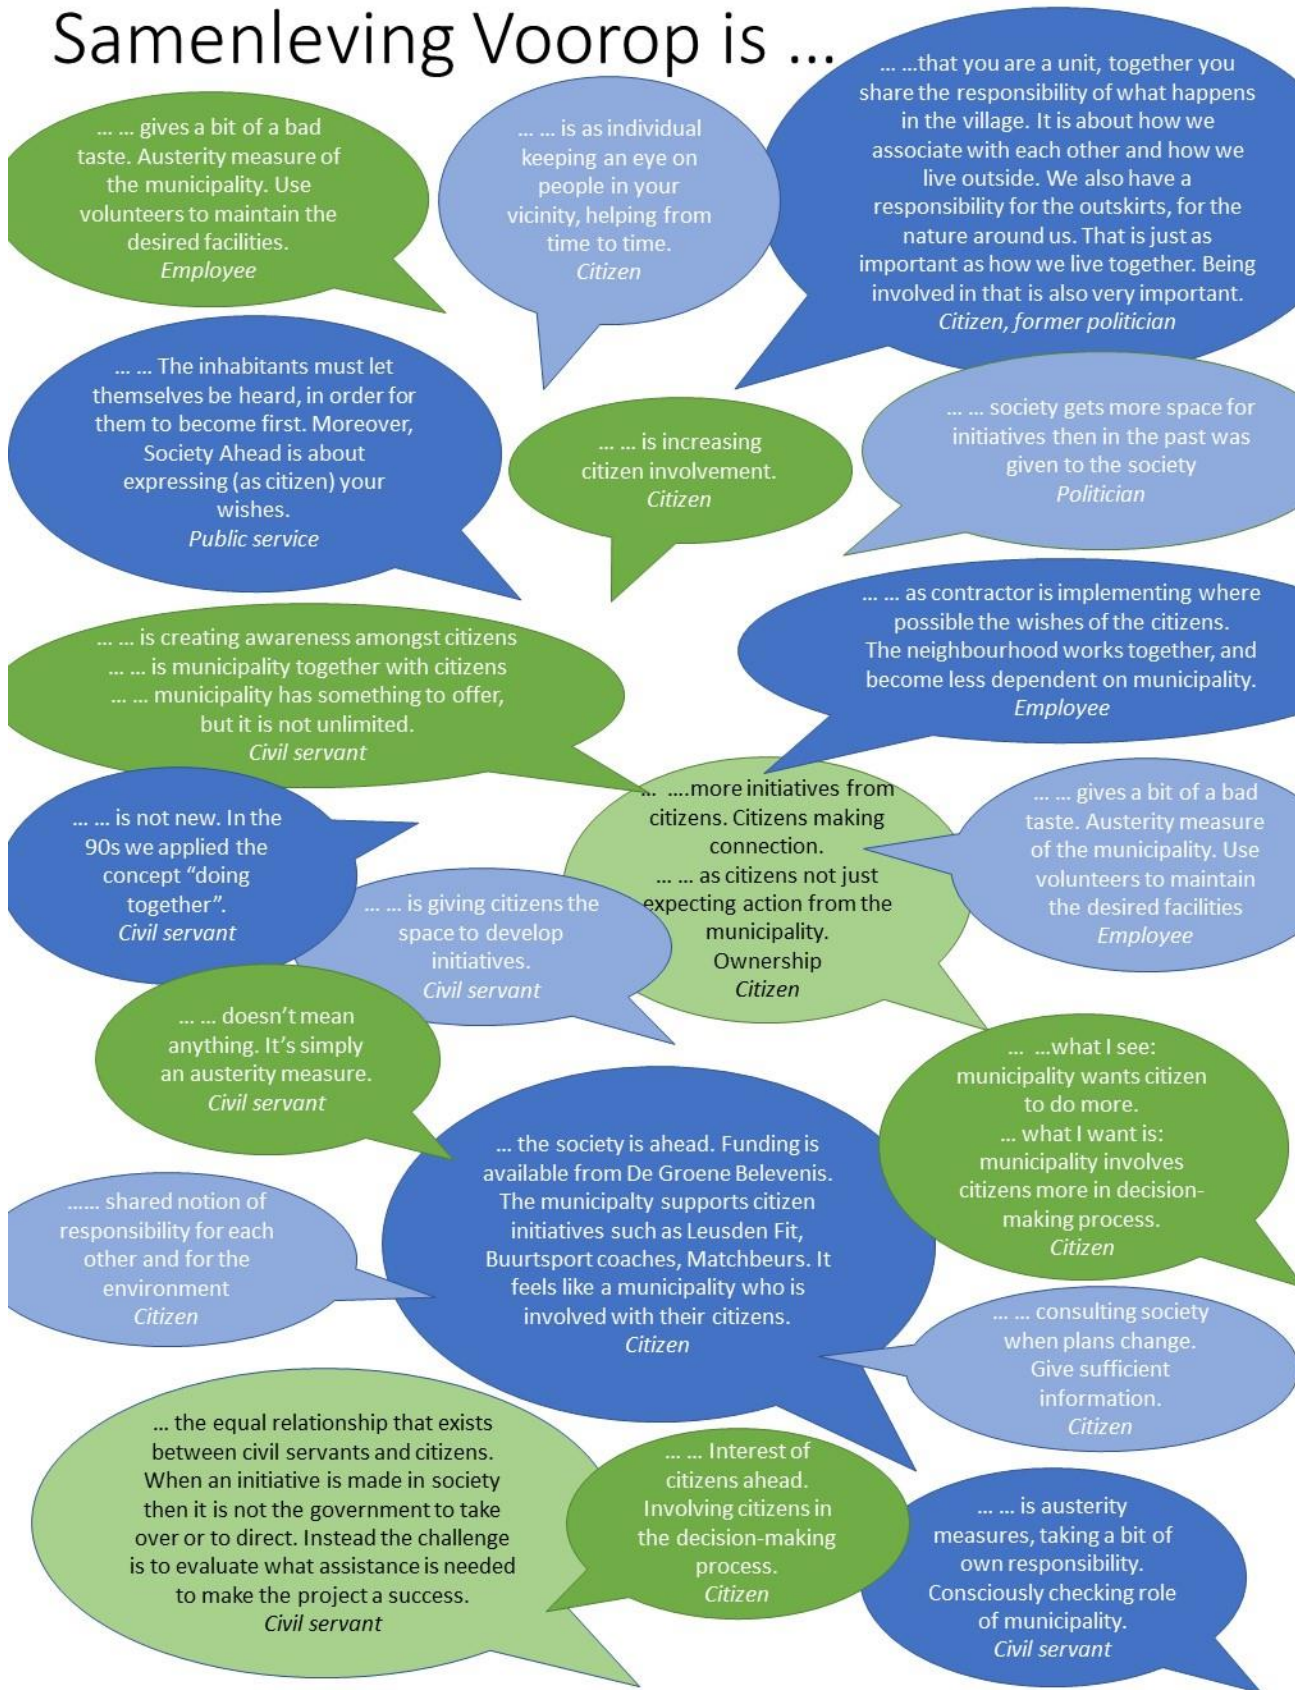 Samenleving Voorop is ...
... ... gives a bit of a bad
taste. Austerity measure of
the municipality. Use
volunteers to maintain the
desired facilities.
Employee
... ... is as individual
keeping an eye on
people in your
vicinity, helping from
time to time.
Citizen
... ...that you are a unit, together you
share the responsibility of what happens
in the village. It is about how we
associate with each other and how we
live outside. We also have a
responsibility for the outskirts, for the
nature around us. That is just as
important as how we live together. Being
involved in that is also very important.
Citizen, former politician
... ... The inhabitants must let
themselves be heard, in order for
them to become first. Moreover,
Society Ahead is about
expressing (as citizen) your
wishes.
Public service
... ... is increasing
citizen involvement.
Citizen
... ... society gets more space for
initiatives then in the past was
given to the society
Politician
... ... is creating awareness amongst citizens
... ... is municipality together with citizens
... ... municipality has something to offer,
but it is not unlimited.
Civil servant
... ... as contractor is implementing where
possible the wishes of the citizens.
The neighbourhood works together, and
become less dependent on municipality.
Employee
... ... is not new. In the
90s we applied the
concept “doing
together”.
Civil servant
... ....more initiatives from
citizens. Citizens making
connection.
... ... as citizens not just
expecting action from the
municipality.
Ownership
Citizen
... ... gives a bit of a bad
taste. Austerity measure
of the municipality. Use
volunteers to maintain
the desired facilities
Employee
... ... is giving citizens the
space to develop
initiatives.
Civil servant
... ... doesn’t mean
anything. It’s simply
an austerity measure.
Civil servant
... ...what I see:
municipality wants citizen
to do more.
... what I want is:
municipality involves
citizens more in decision-
making process.
Citizen
... the society is ahead. Funding is
available from De Groene Belevenis.
The municipalty supports citizen
initiatives such as Leusden Fit,
Buurtsport coaches, Matchbeurs. It
feels like a municipality who is
involved with their citizens.
Citizen
...... shared notion of
responsibility for each
other and for the
environment
Citizen
... ... consulting society
when plans change.
Give sufficient
information.
Citizen
... the equal relationship that exists
between civil servants and citizens.
When an initiative is made in society
then it is not the government to take
over or to direct. Instead the challenge
is to evaluate what assistance is needed
to make the project a success.
Civil servant
... ... Interest of
citizens ahead.
Involving citizens in
the decision-making
process.
Citizen
... ... is austerity
measures, taking a bit of
own responsibility.
Consciously checking role
of municipality.
Civil servant